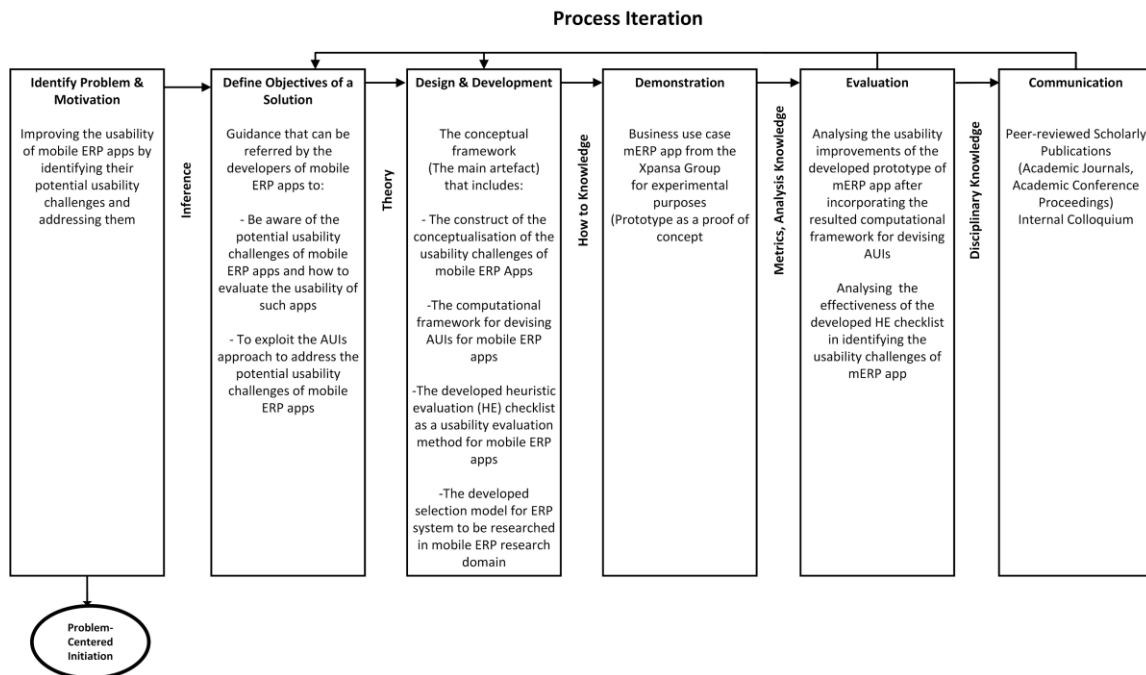 Process Iteration
Identify Problem &
Motivation
Improving the usability
of mobile ERP apps by
identifying their
potential usability
challenges and
addressing them
Inference
Define Objectives of a
Solution
Guidance that can be
referred by the
developers of mobile
ERP apps to:
- Be aware of the
potential usability
challenges of mobile
ERP apps and how to
evaluate the usability of
such apps
- To exploit the AUIs
approach to address the
potential usability
challenges of mobile
ERP apps
Theory
Design & Development
The conceptual
framework
(The main artefact)
that includes:
- The construct of the
conceptualisation of the
usability challenges of
mobile ERP Apps
-The computational
framework for devising
AUIs for mobile ERP
apps
-The developed heuristic
evaluation (HE) checklist
as a usability evaluation
method for mobile ERP
apps
-The developed
selection model for ERP
system to be researched
in mobile ERP research
domain
How to Knowledge
Demonstration
Business use case
mERP app from the
Xpansa Group
for experimental
purposes
(Prototype as a proof of
concept
Metrics, Analysis Knowledge
Evaluation
Analysing the usability
improvements of the
developed prototype of
mERP app after
incorporating the
resulted computational
framework for devising
AUIs
Analysing the
effectiveness of the
developed HE checklist
in identifying the
usability challenges of
mERP app
Disciplinary Knowledge
Communication
Peer-reviewed Scholarly
Publications
(Academic Journals,
Academic Conference
Proceedings)
Internal Colloquium
Problem-
Centered
Initiation